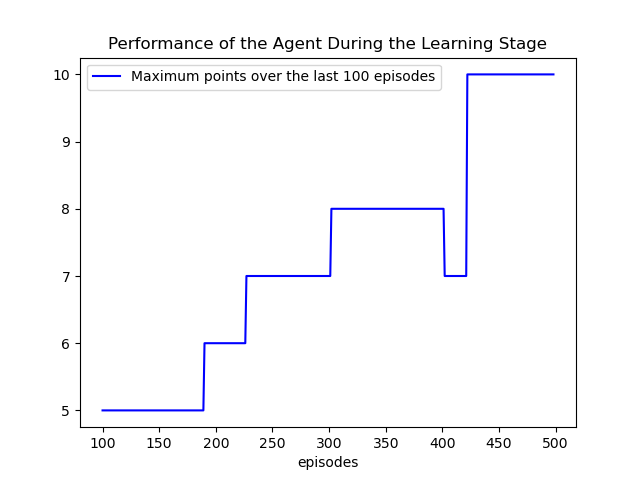 Performance of the Agent During the Learning Stage
Maximum points over the last 100 episodes
10
9
8
7
6
5
100 150 200 250 300 350 400 450 500
episodes